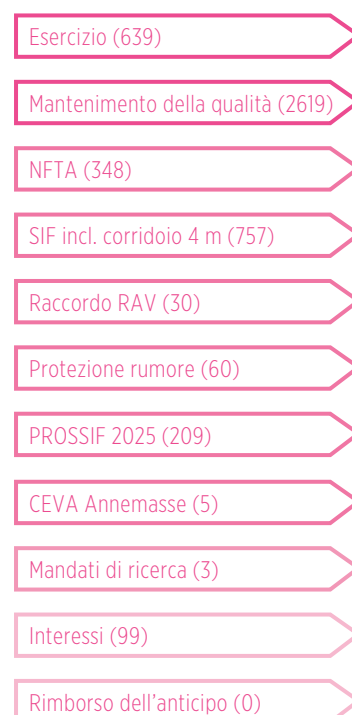 Esercizio (639)
Mantenimento della qualità (2619)
NFTA (348)
SIF incl. corridoio 4 m (757)
Raccordo RAV (30)
Protezione rumore (60)
PROSSIF 2025 (209)
CEVA Annemasse (5)
Mandati di ricerca (3)
Interessi (99)
Rimborso dell'anticipo (0)